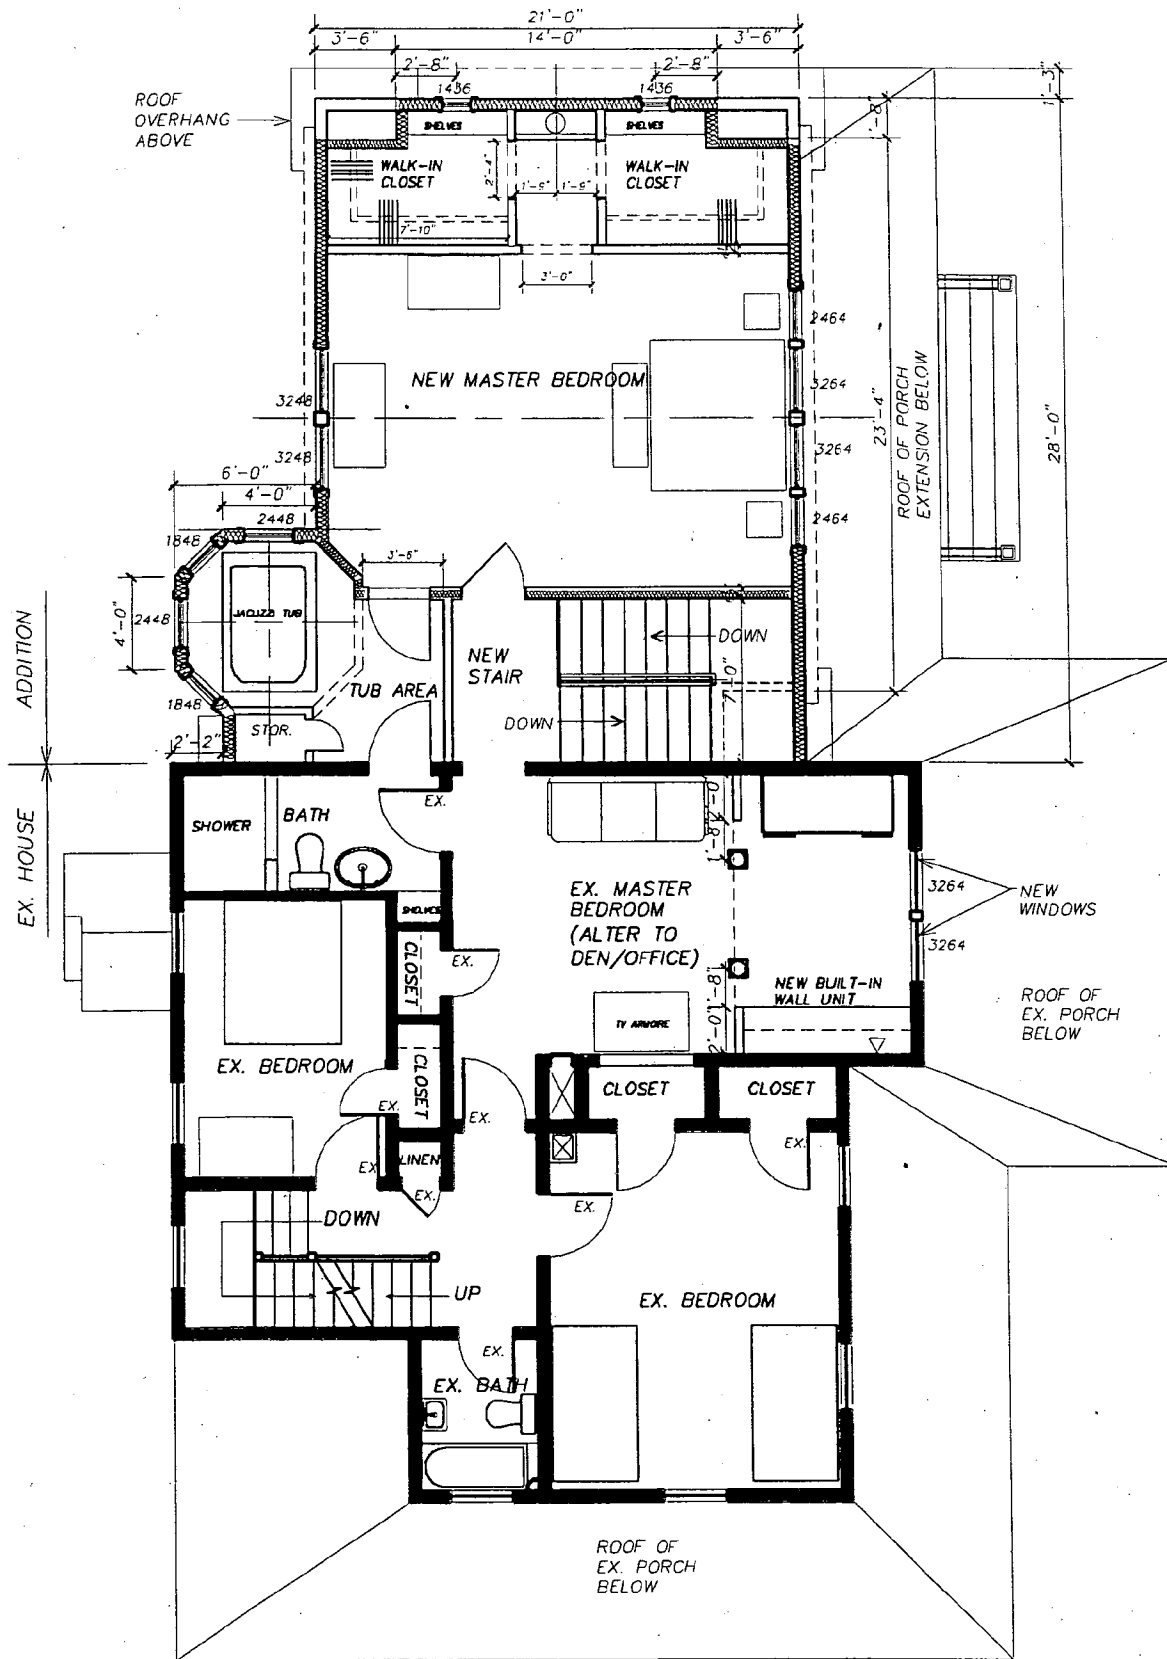 21'-0"
3'-6"
14'-0"
3'-6"
2'-8"
2'-8"
1'-3"
1436
1436
ROOF
OVERHANG
ABOVE
SHELVES
SHELVES
1'-8"
WALK-IN
CLOSET
2'-4"
WALK-IN
CLOSET
1'-9"
1'-9"
7'-10"
3'-0"
2464
NEW MASTER BEDROOM
3264
3248
23'-4"
ROOF OF PORCH
EXTENSION BELOW
28'-0"
3248
3264
6'-0"
4'-0"
2448
2464
1848
3'-6"
JACUZZI TUB
4'-0"
2448
DOWN
ADDITION
NEW
STAIR
TUB AREA
7'-0"
1848
DOWN
STOR.
2'-2"
EX.
BATH
SHOWER
2'-0"
1'-8"
EX. HOUSE
EX. MASTER
BEDROOM
(ALTER TO
DEN/OFFICE)
3264
NEW
WINDOWS
SHELVES
3264
CLOSET
EX.
1'-8"
NEW BUILT-IN
WALL UNIT
ROOF OF
EX. PORCH
BELOW
TV ARMORE
2'-0"
EX. BEDROOM
CLOSET
CLOSET
CLOSET
EX.
EX.
EX.
LINEN
EX.
EX.
EX.
DOWN
UP
EX. BEDROOM
EX.
EX. BATH
ROOF OF
EX. PORCH
BELOW